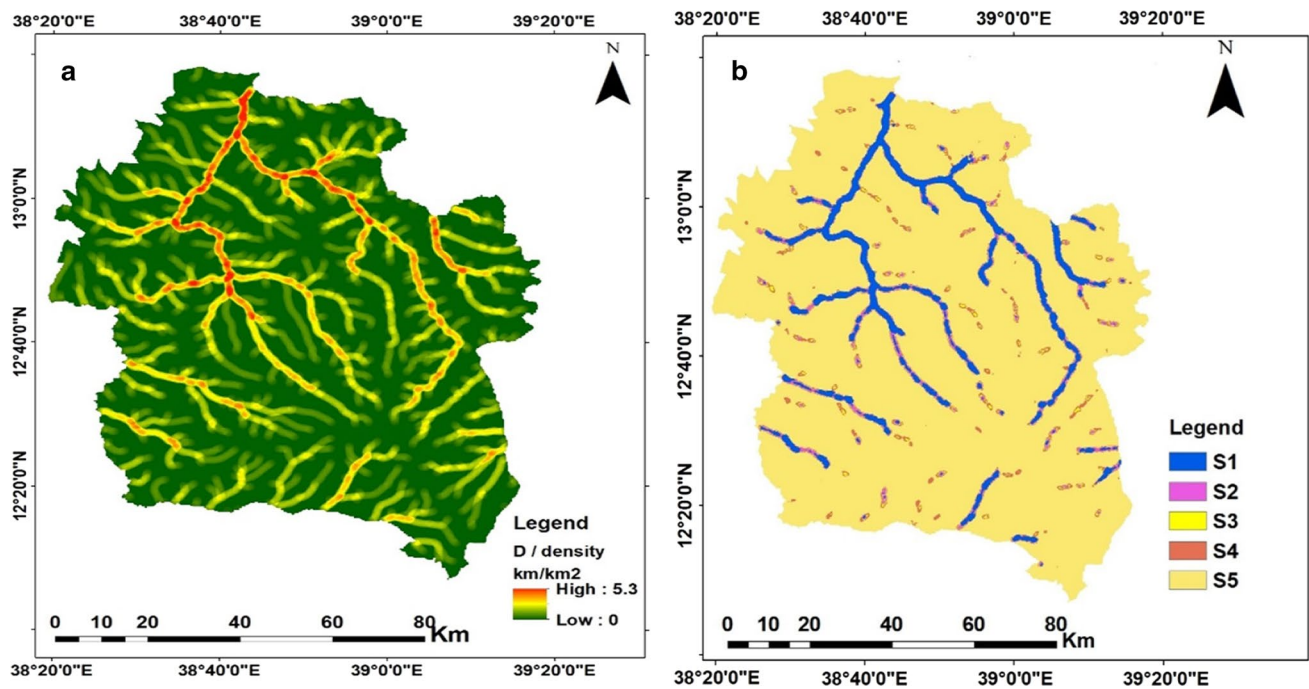 38°20'0"E 38°40'0"E 39°0'0"E 39°20'0"E
a
N
13°0'0"N
12°40'0"N
12°20'0"N
Legend
D / density
km/km2
High : 5.3
Low : 0
0 10 20 40 60 80 Km
38°20'0"E 38°40'0"E 39°0'0"E 39°20'0"E
38°20'0"E 38°40'0"E 39°0'0"E 39°20'0"E
b
N
13°0'0"N
12°40'0"N
12°20'0"N
Legend
S1
S2
S3
S4
S5
0 10 20 40 60 80 Km
38°20'0"E 38°40'0"E 39°0'0"E 39°20'0"E